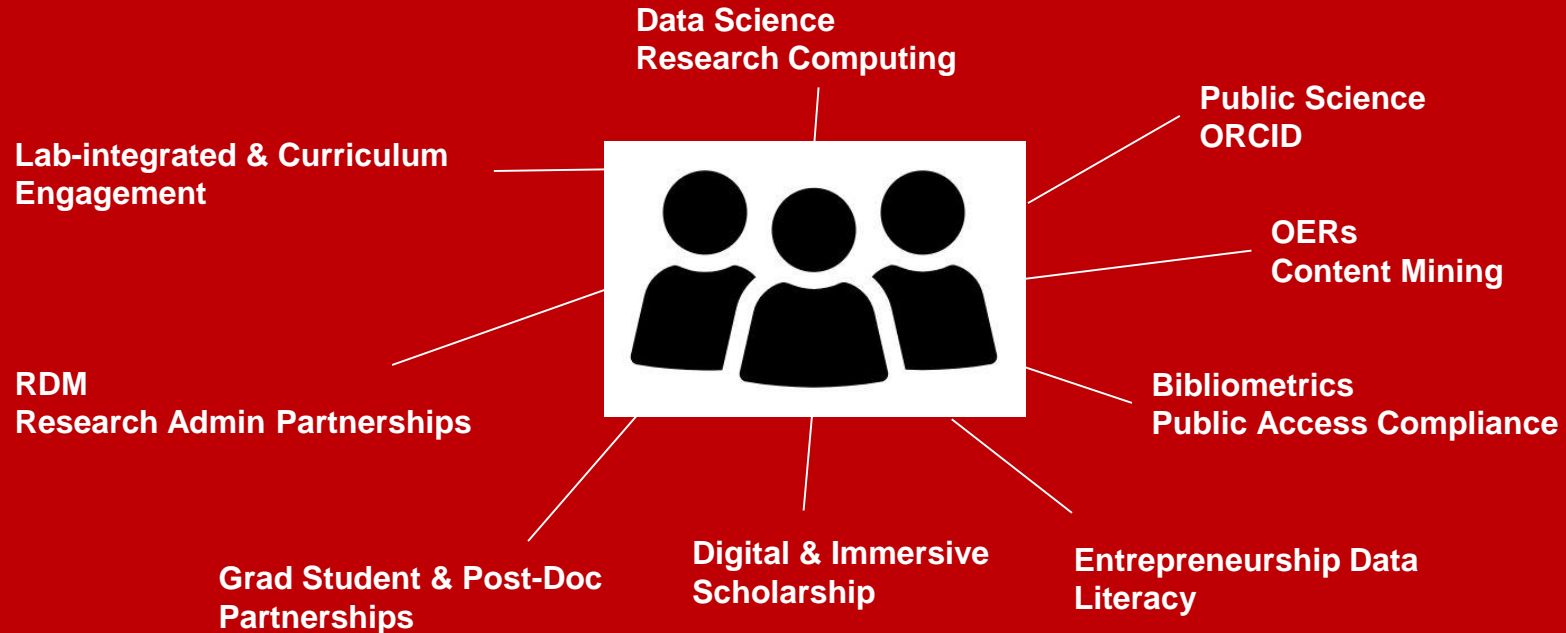 Data Science
Research Computing
Public Science
ORCID
Lab-integrated & Curriculum
Engagement
OERs
Content Mining
RDM
Research Admin Partnerships
Bibliometrics
Public Access Compliance
Grad Student & Post-Doc
Partnerships
Digital & Immersive
Scholarship
Entrepreneurship Data
Literacy